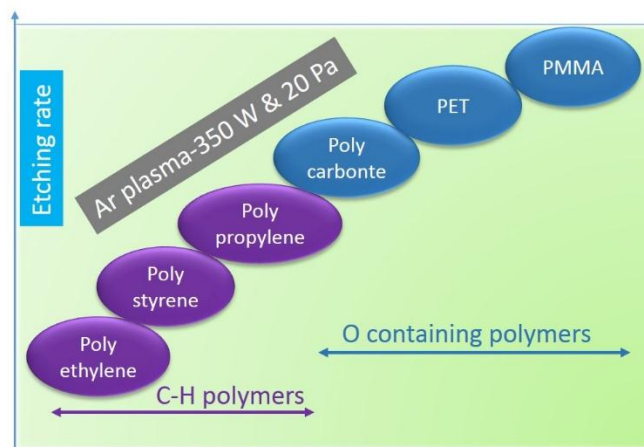 Etching rate
Ar plasma-350 W & 20 Pa
PMMA
PET
Poly
carbonte
Poly
propylene
Poly
styrene
Poly
ethylene
O containing polymers
C-H polymers